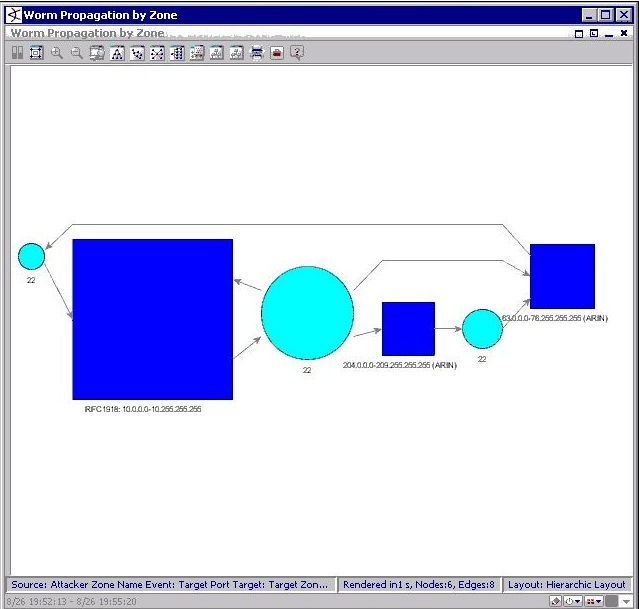 Worm Propagation by Zone
Worm Propagation by Zone
22
RFC1918: 10.0.0.0-10.255.255.255
22
204.0.0.0-209.255.255.255 (ARIN)
22
63.0.0.0-76.255.255.255 (ARIN)
Source: Attacker Zone Name Event: Target Port Target: Target Zon...
Rendered in1 s, Nodes:6, Edges:8
Layout: Hierarchic Layout
8/26 19:52:13 - 8/26 19:55:20